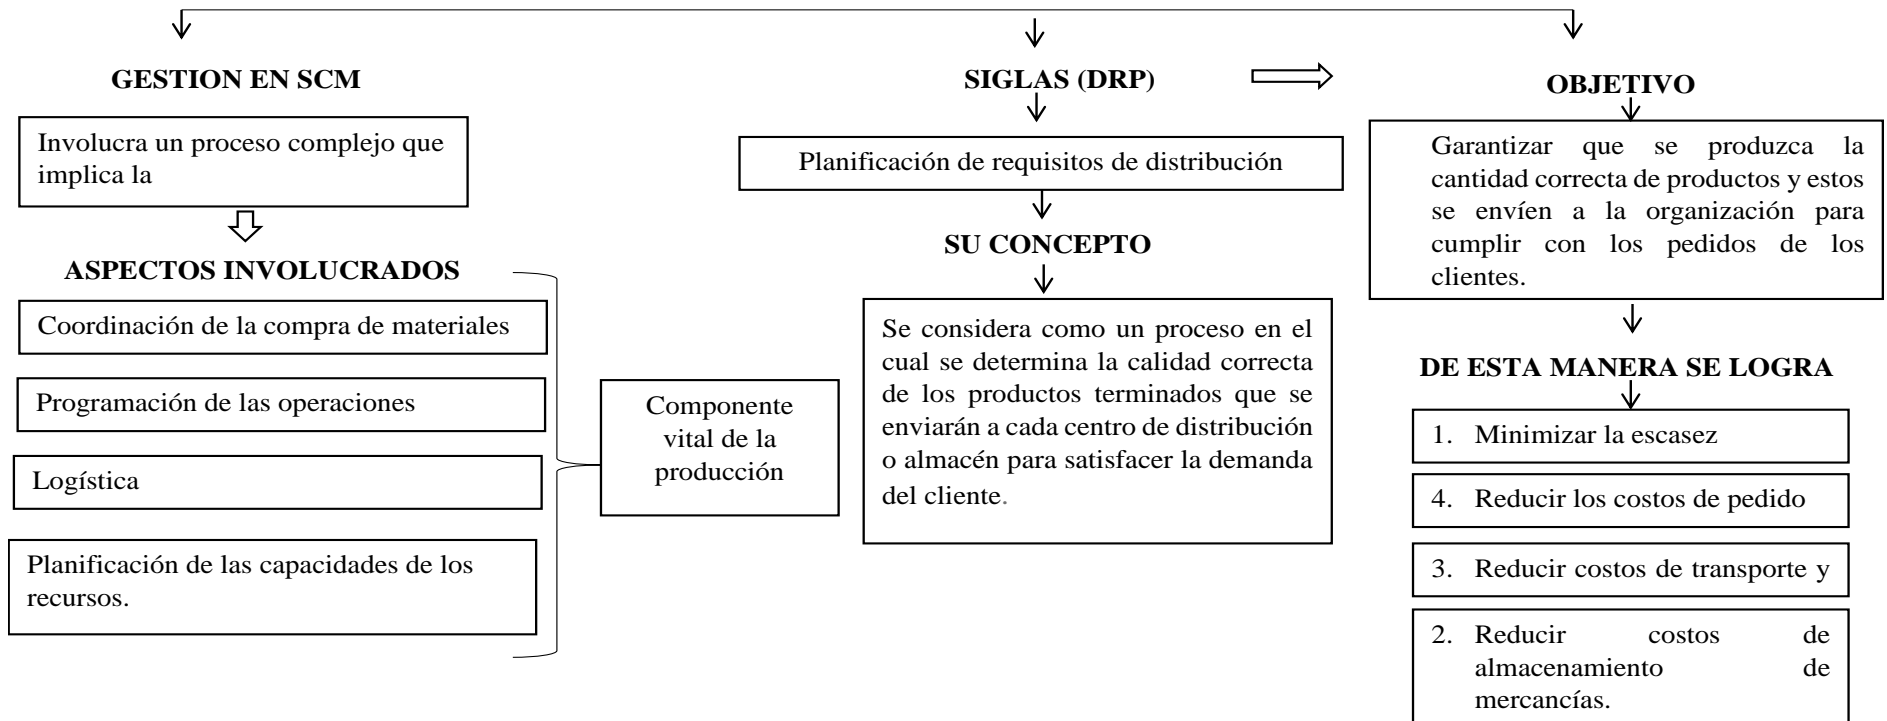 GESTION EN SCM
Involucra un proceso complejo que
implica la
ASPECTOS INVOLUCRADOS
Coordinación de la compra de materiales
Programación de las operaciones
Logística
Planificación de las capacidades de los
recursos.
Componente
vital de la
producción
SIGLAS (DRP)
Planificación de requisitos de distribución
SU CONCEPTO
Se considera como un proceso en el
cual se determina la calidad correcta
de los productos terminados que se
enviarán a cada centro de distribución
o almacén para satisfacer la demanda
del cliente.
OBJETIVO
Garantizar que se produzca la
cantidad correcta de productos y estos
se envíen a la organización para
cumplir con los pedidos de los
clientes.
DE ESTA MANERA SE LOGRA
1. Minimizar la escasez
4. Reducir los costos de pedido
3. Reducir costos de transporte y
2. Reducir costos de
almacenamiento de
mercancías.